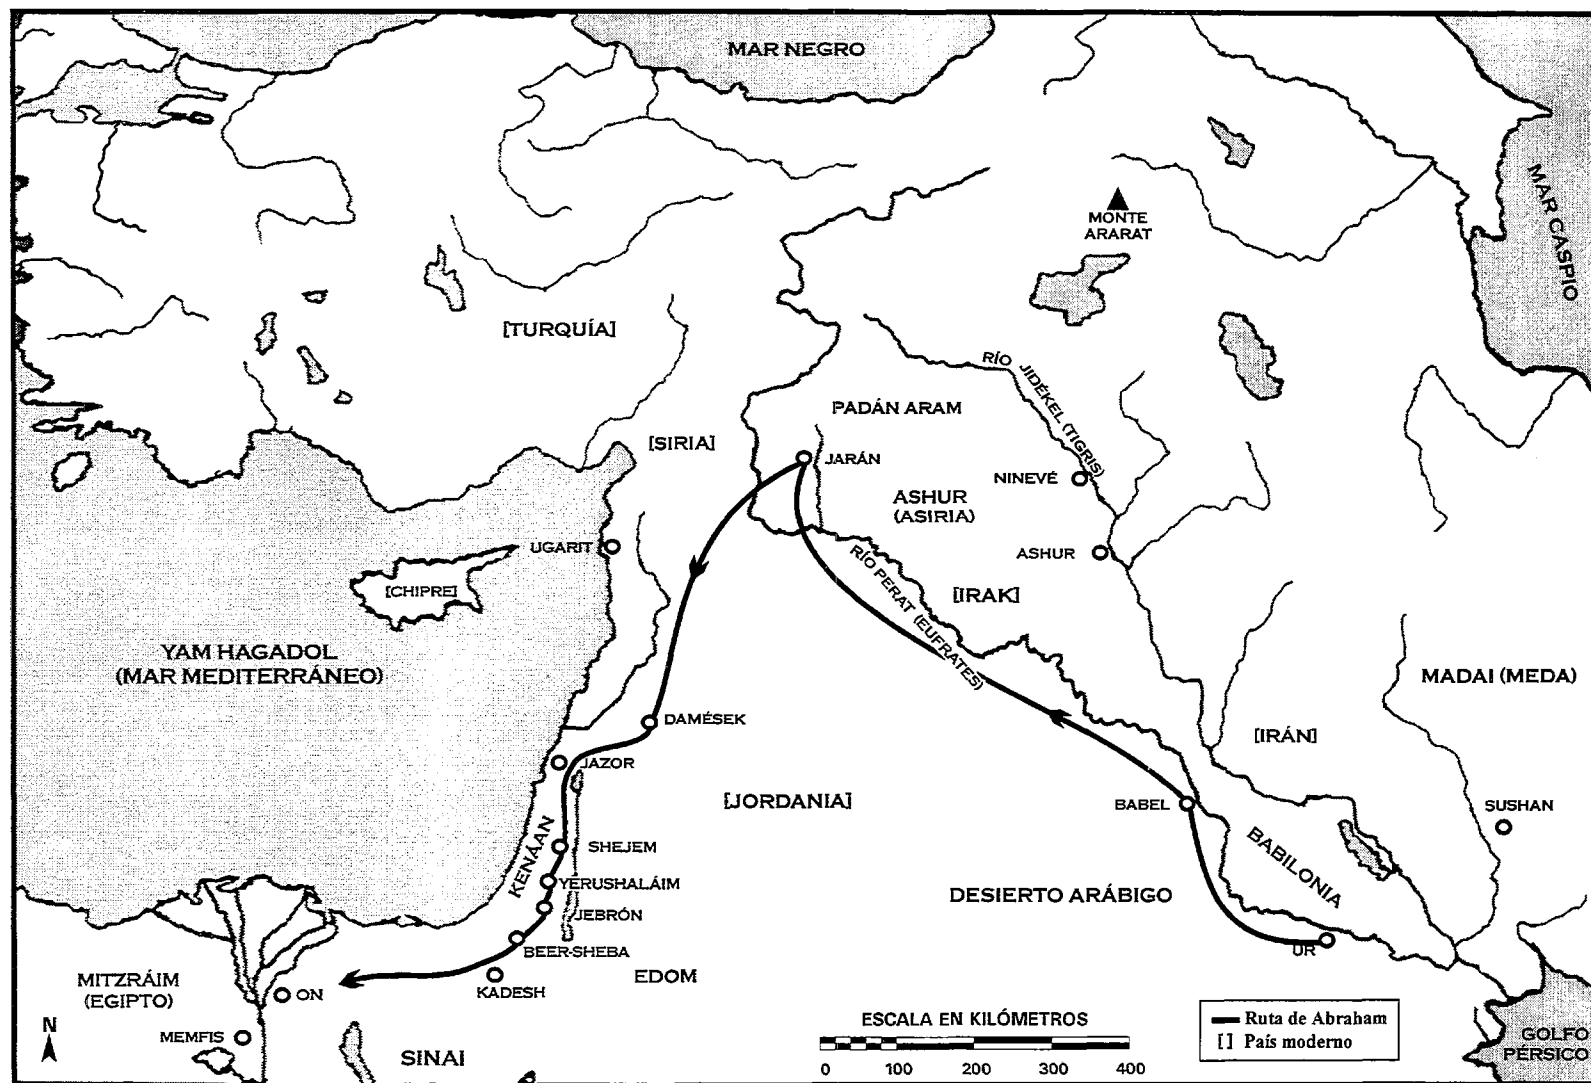 MAR NEGRO
MAR CASPIO
MONTE
ARARAT
[TURQUÍA]
RÍO JIDÉKEL (TIGRIS)
PADÁN ARAM
[SIRIA]
JARÁN
NINEVÉ
ASHUR
(ASIRIA)
UGARIT
ASHUR
RÍO PERAT (EUFRATES)
[CHIPRE]
[IRAK]
YAM HAGADOL
(MAR MEDITERRÁNEO)
MADAI (MEDA)
DAMÉSEK
[IRÁN]
JAZOR
[JORDANIA]
BABEL
SUSHAN
KENÁAN
SHEJEM
BABILONIA
YERUSHALÁIM
DESIERTO ARÁBIGO
JEBRÓN
UR
BEER-SHEBA
MITZRÁIM
(EGIPTO)
EDOM
ON
KADESH
N
MEMFIS
SINAI
ESCALA EN KILÓMETROS
0 100 200 300 400
Ruta de Abraham
[ ] País moderno
GOLFO
PÉRSICO